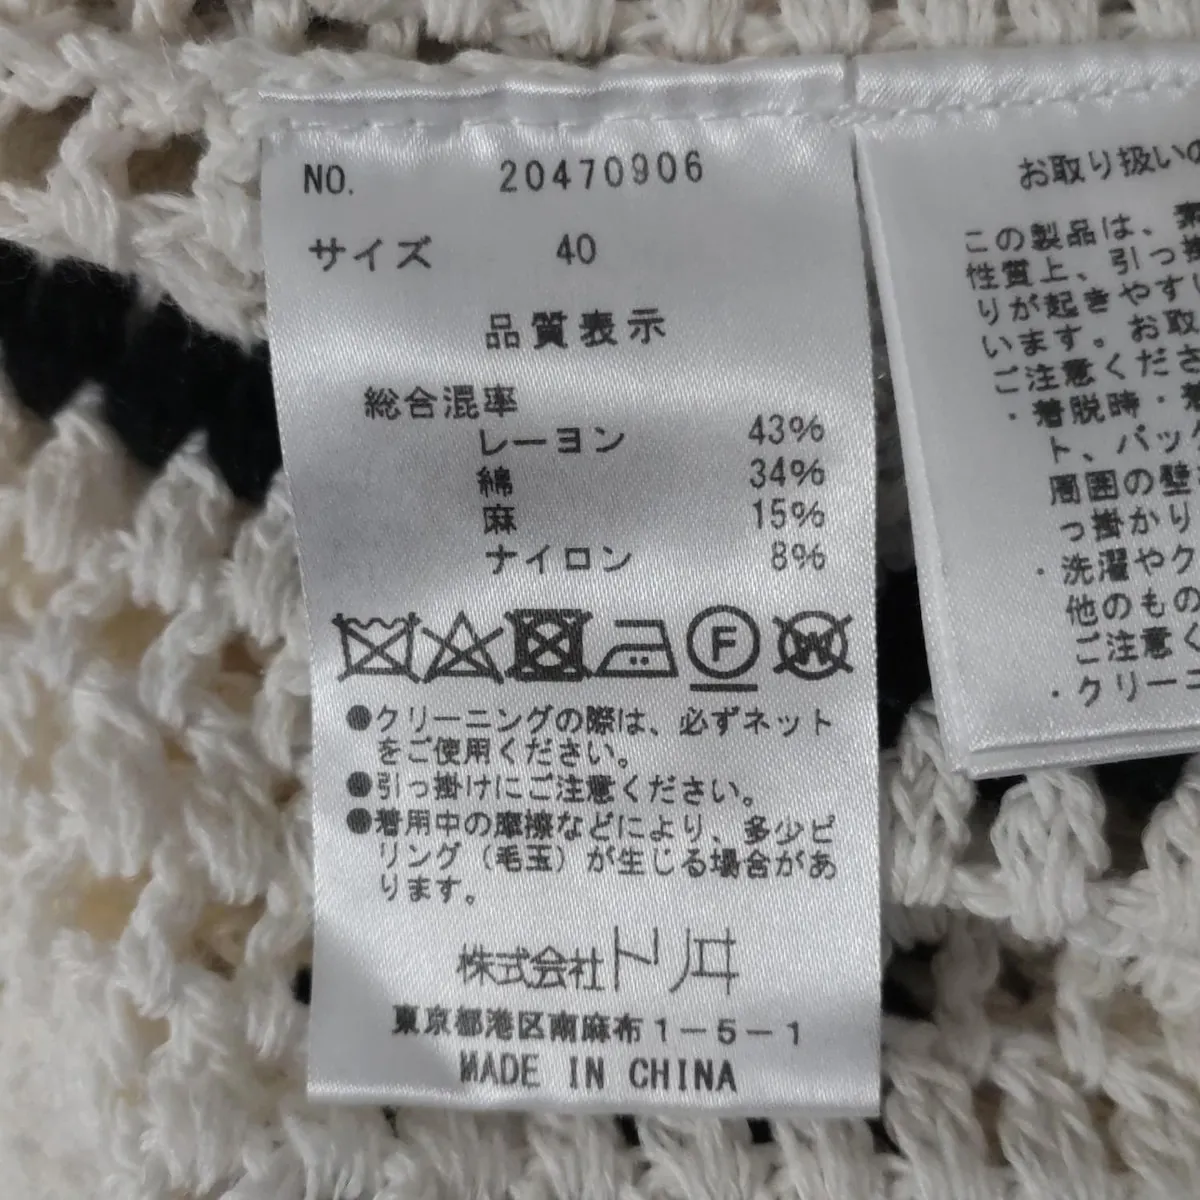 NO. 20470906
サイズ 40
品質表示
総合混率
レーヨン 43%
綿 34%
麻 15%
ナイロン 8%
F W
●クリーニングの際は、必ずネット
をご使用ください。
●引っ掛けにご注意ください。
●着用中の摩擦などにより、多少ピ
リング(毛玉)が生じる場合があ
ります。
株式会社トリヰ
東京都港区南麻布1-5-1
MADE IN CHINA
お取り扱いの
この製品は、
性質上、引っ掛
りが起きやすい
います。お取
ご注意くださ
・着脱時・着
ト、バッグ
周囲の壁
っ掛かり
・洗濯やク
他のもの
ご注意く
・クリーニ